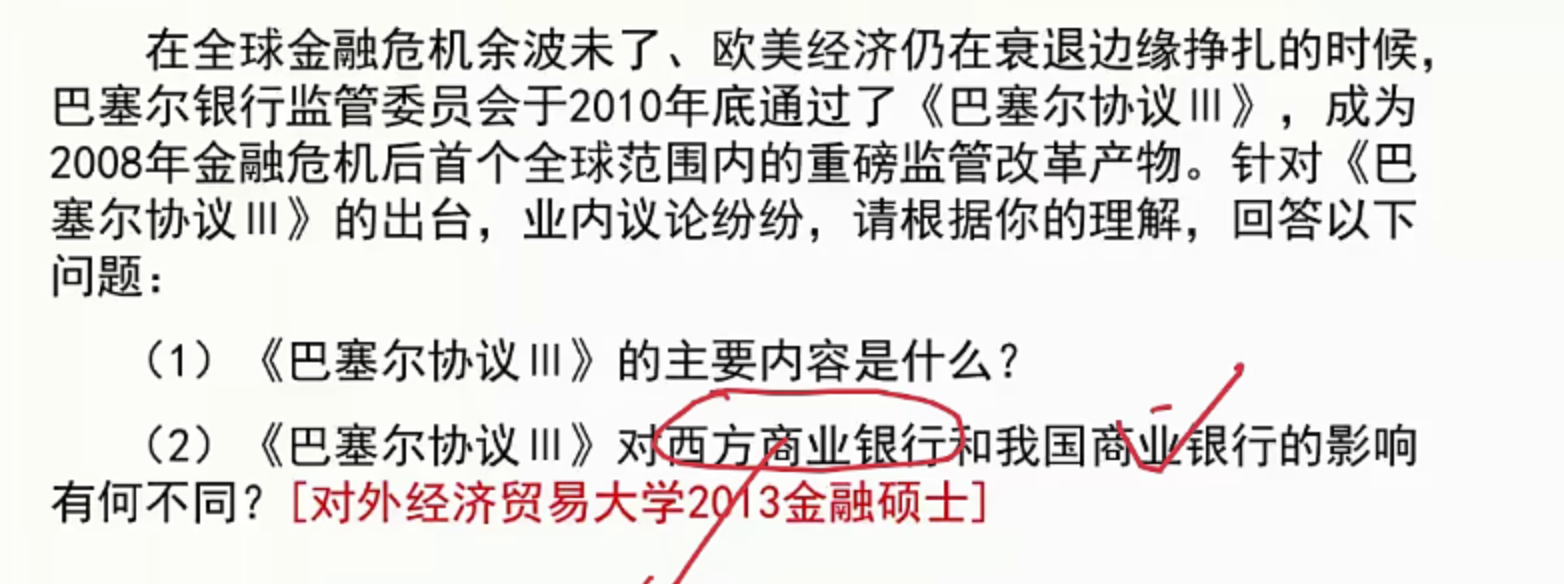 在全球金融危机余波未了、欧美经济仍在衰退边缘挣扎的时候，
巴塞尔银行监管委员会于2010年底通过了《巴塞尔协议Ⅲ》，成为
2008年金融危机后首个全球范围内的重磅监管改革产物。针对《巴
塞尔协议Ⅲ》的出台，业内议论纷纷，请根据你的理解，回答以下
问题：
（1）《巴塞尔协议Ⅲ》的主要内容是什么？
（2）《巴塞尔协议Ⅲ》对西方商业银行和我国商业银行的影响
有何不同？[对外经济贸易大学2013金融硕士]